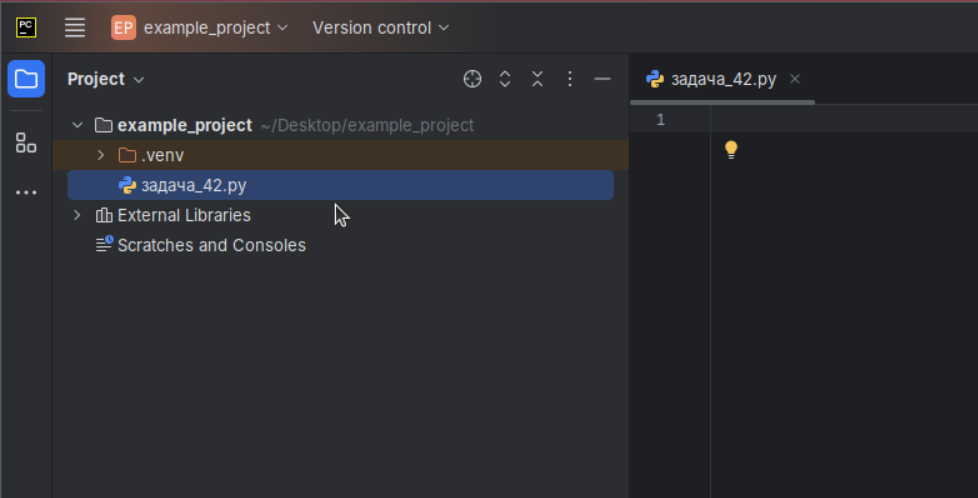 PC EP example_project Version control
Project
задача_42.py
example_project ~/Desktop/example_project
1
.venv
задача_42.py
External Libraries
Scratches and Consoles